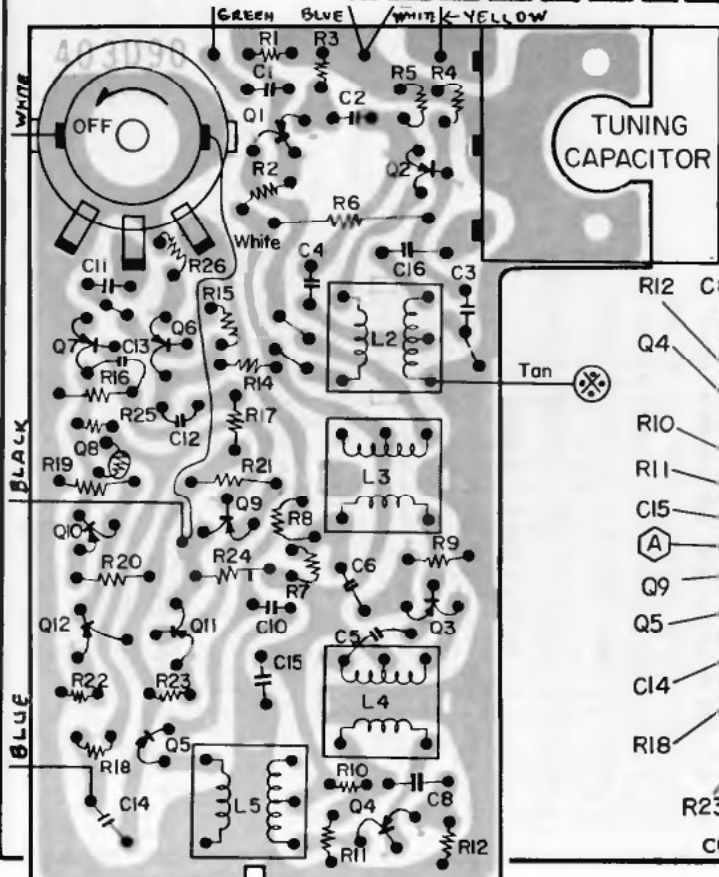 GREEN BLUE WHITE ← YELLOW
403D90
R1 R3
C1 R5 R4
WHITE OFF Q1 C2 TUNING
CAPACITOR
R2 Q2
R6
White
R26 C4 C16 C3
C11 R12
R15
Q7 C13 Q6 L2 Q4
R16 R14 Tan
R25 C12 R17
BLACK Q8 R10
R19 R21 L3 R11
Q9 R8 C15
Q10 A
R20 R24 R7 C6 R9 Q9
Q12 Q11 C10 C5 Q3 Q5
C15
R22 R23 L4 C14
BLUE R18 Q5 R18
C14 L5 R10 C8
Q4 R23
R11 R12